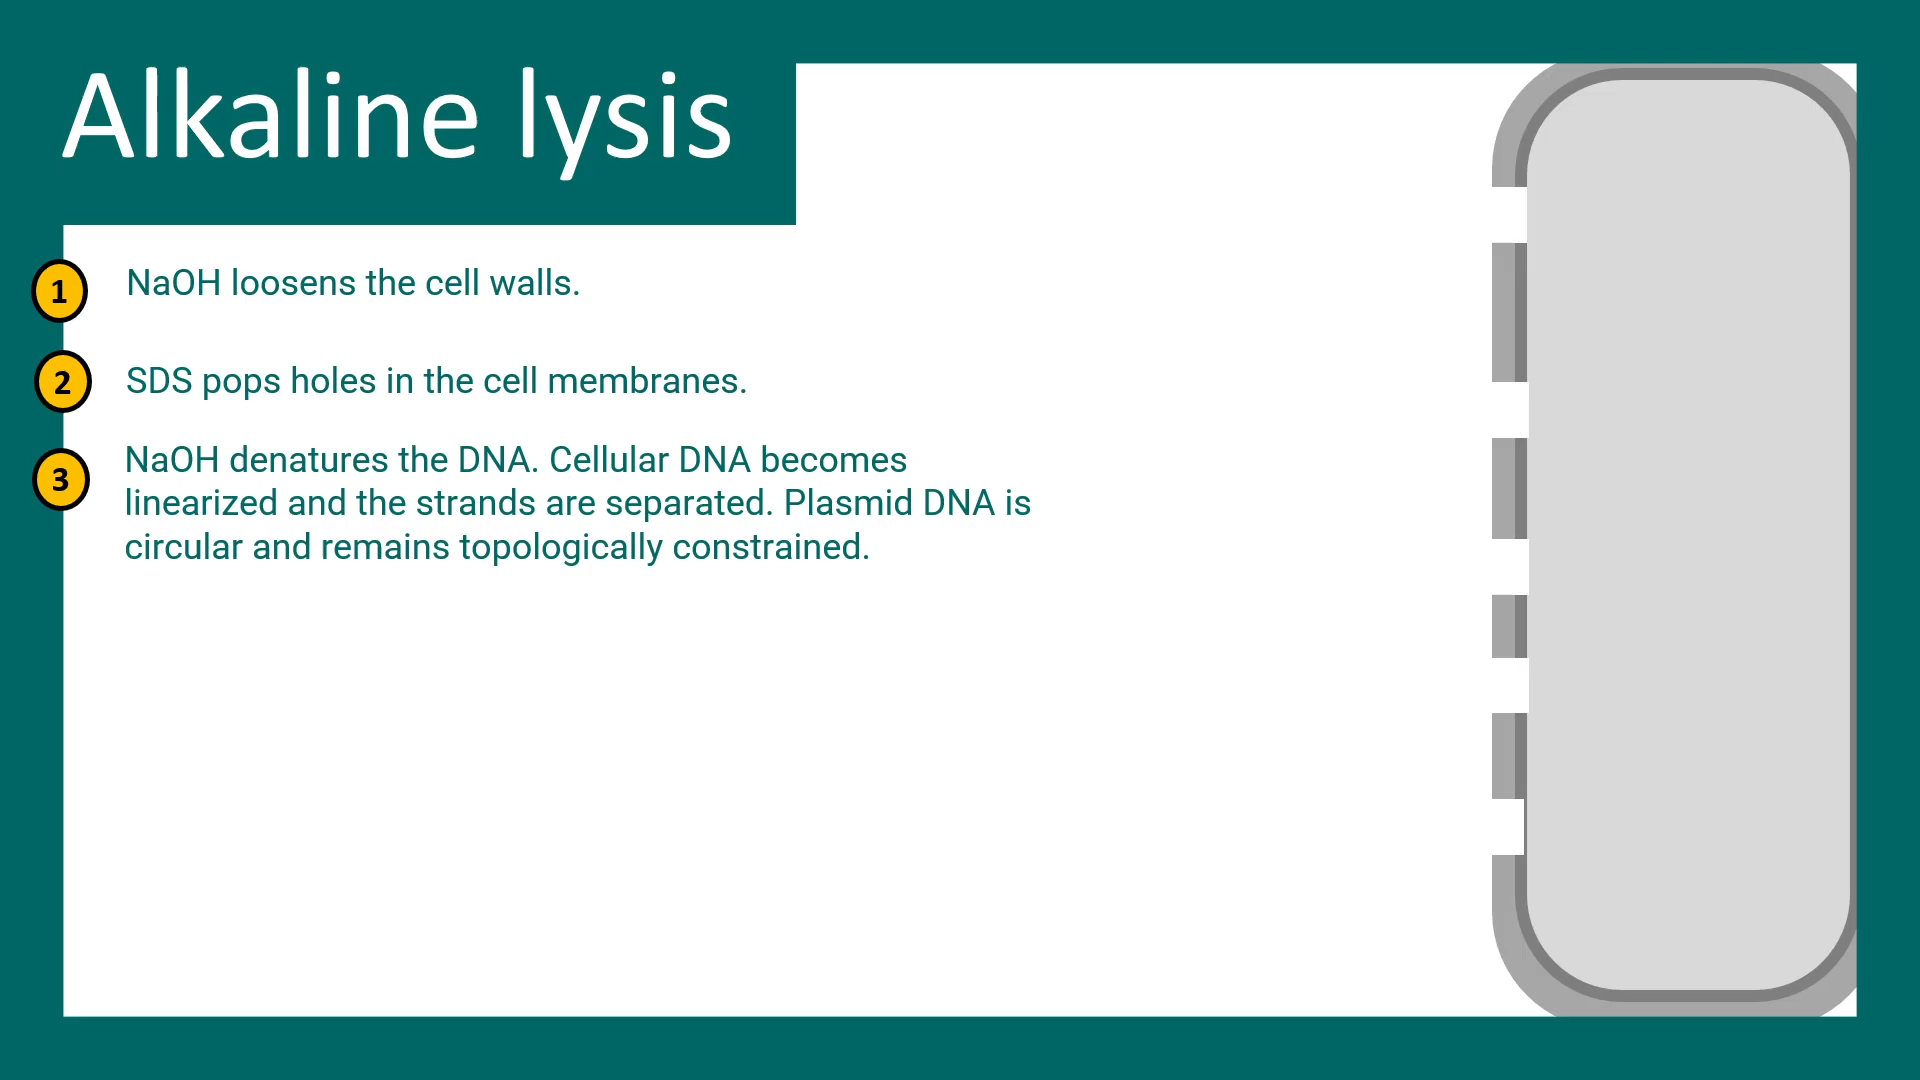 Alkaline lysis
1 NaOH loosens the cell walls.
2 SDS pops holes in the cell membranes.
3 NaOH denatures the DNA. Cellular DNA becomes
linearized and the strands are separated. Plasmid DNA is
circular and remains topologically constrained.